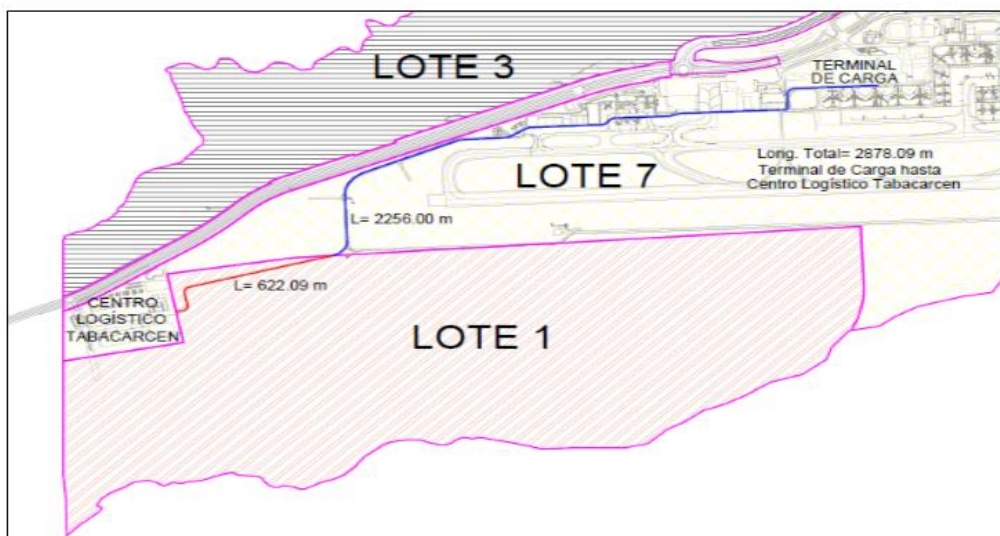 LOTE 3
TERMINAL
DE CARGA
Long. Total= 2878.09 m
Terminal de Carga hasta
Centro Logístico Tabacarcen
LOTE 7
L= 2256.00 m
L= 622.09 m
CENTRO
LOGÍSTICO
TABACARCEN
LOTE 1